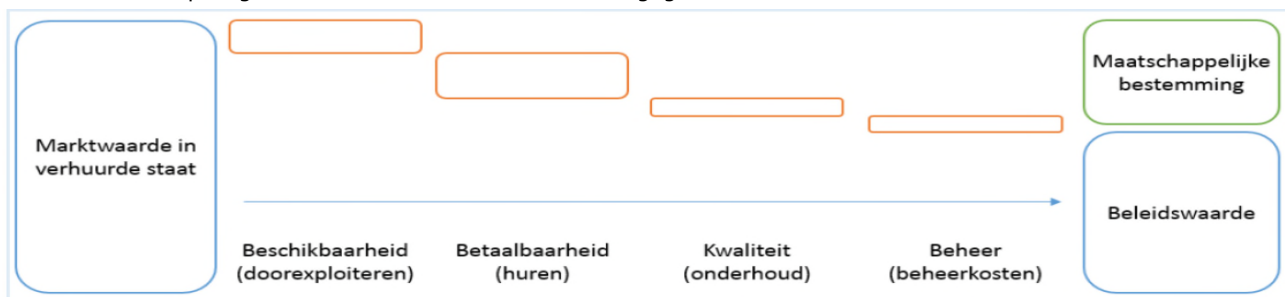 Marktwaarde in
verhuurde staat
Beschikbaarheid
(doorexploiteren)
Betaalbaarheid
(huren)
Kwaliteit
(onderhoud)
Beheer
(beheerkosten)
Maatschappelijke
bestemming
Beleidswaarde